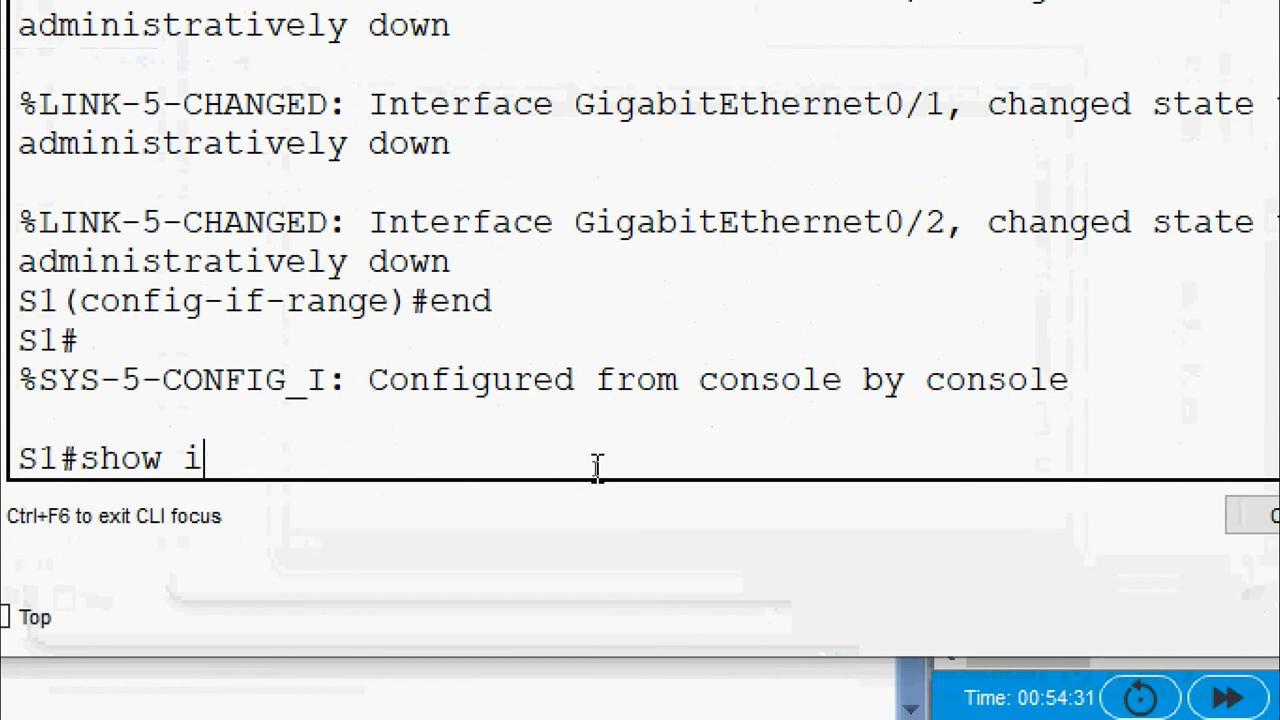 administratively down
%LINK-5-CHANGED: Interface GigabitEthernet0/1, changed state
administratively down
%LINK-5-CHANGED: Interface GigabitEthernet0/2, changed state
administratively down
S1(config-if-range)#end
S1#
%SYS-5-CONFIG_I: Configured from console by console
S1#show i
Ctrl+F6 to exit CLI focus
Top
Time: 00:54:31